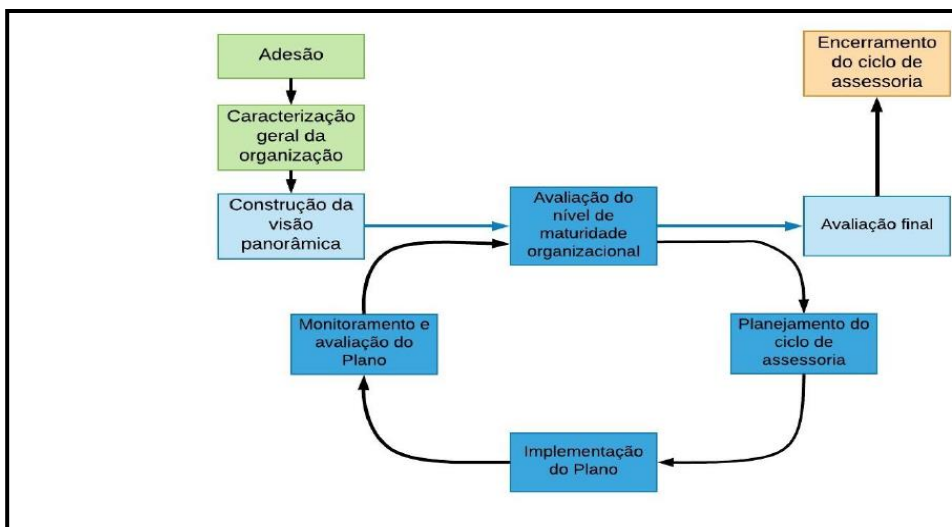 Adesão
Caracterização
geral da
organização
Construção da
visão
panorâmica
Avaliação do
nível de
maturidade
organizacional
Avaliação final
Encerramento
do ciclo de
assessoria
Planejamento do
ciclo de
assessoria
Implementação
do Plano
Monitoramento e
avaliação do
Plano